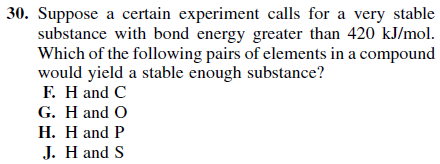 30. Suppose a certain experiment calls for a very stable
substance with bond energy greater than 420 kJ/mol.
Which of the following pairs of elements in a compound
would yield a stable enough substance?
F. H and C
G. H and O
H. H and P
J. H and S